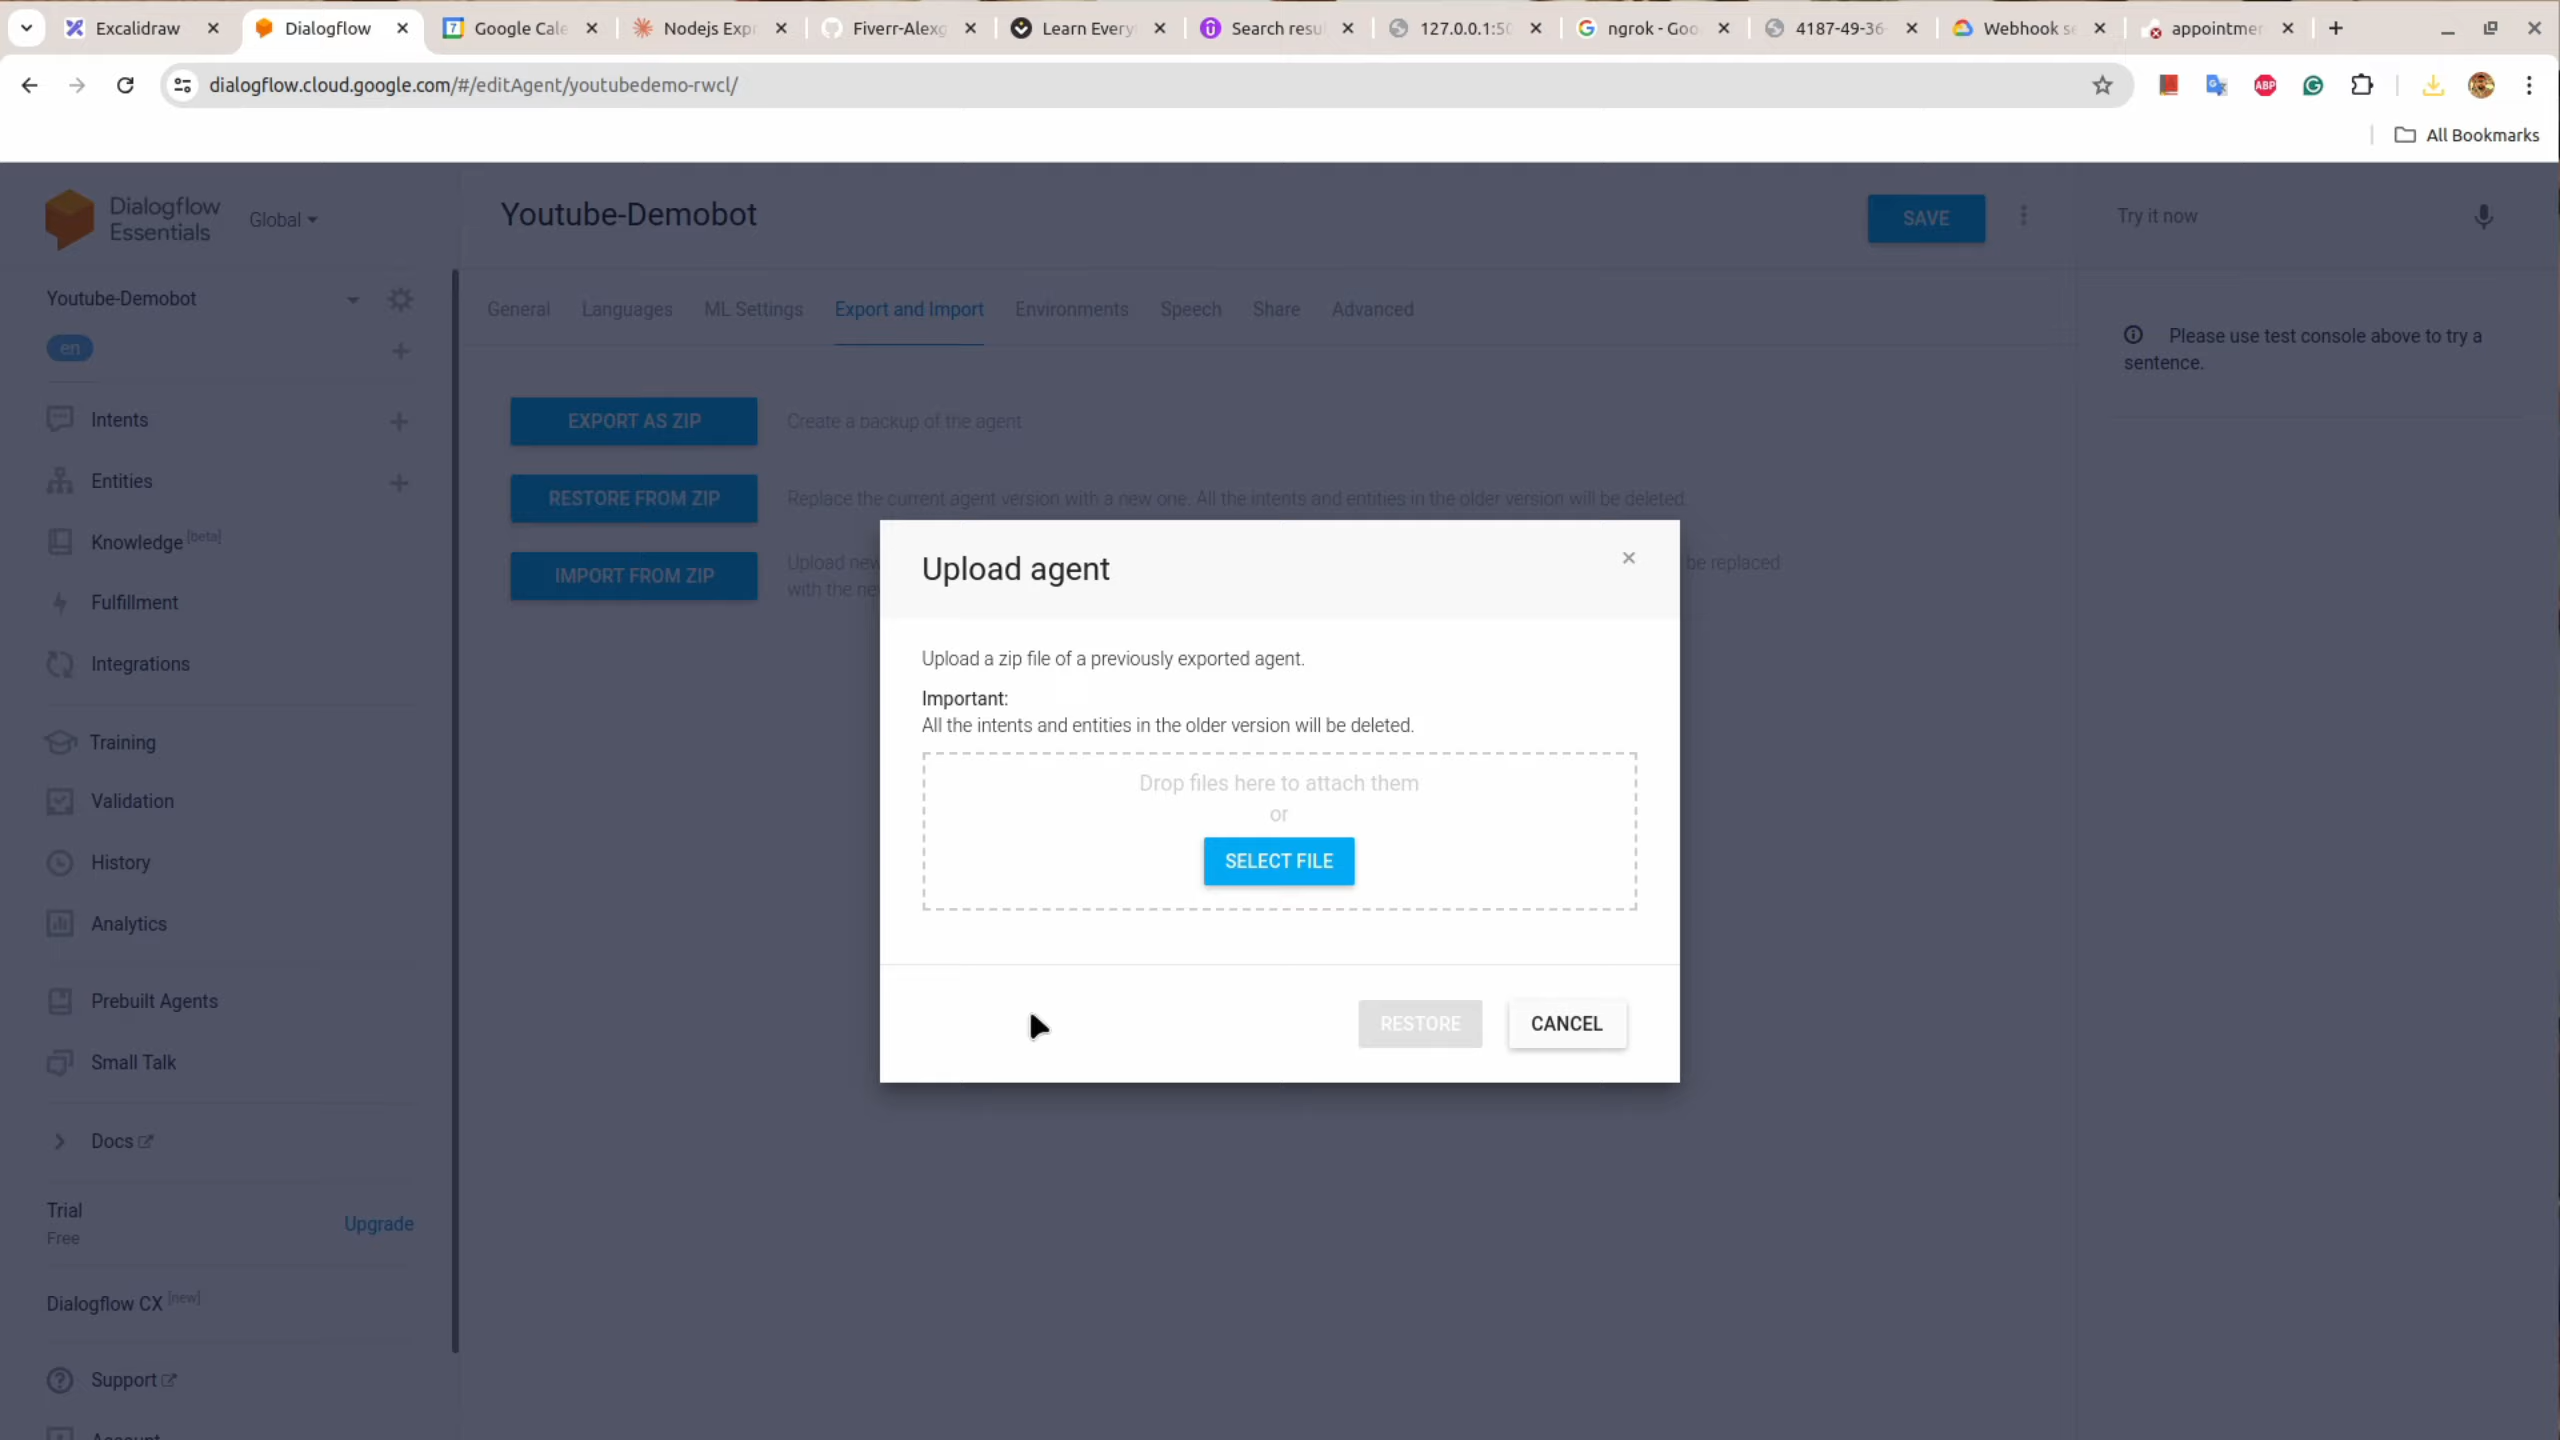 Excalidraw
Dialogflow
Google Cale
Nodejs Exp
Fiverr-Alexg
Learn Every
Search resu
127.0.0.1:50
ngrok - Goo
4187-49-36-
Webhook se
appointmen
dialogflow.cloud.google.com/#/editAgent/youtubedemo-rwcl/
All Bookmarks
Dialogflow
Essentials
Global
Youtube-Demobot
SAVE
Try it now
Youtube-Demobot
en
General
Languages
ML Settings
Export and Import
Environments
Speech
Share
Advanced
Please use test console above to try a
sentence.
EXPORT AS ZIP
Create a backup of the agent
RESTORE FROM ZIP
Replace the current agent version with a new one. All the intents and entities in the older version will be deleted.
IMPORT FROM ZIP
Upload new
be replaced
with the ne
Intents
Entities
Knowledge [beta]
Fulfillment
Integrations
Training
Validation
History
Analytics
Prebuilt Agents
Small Talk
Docs
Trial
Free
Upgrade
Dialogflow CX [new]
Support
Account
Upload agent
Upload a zip file of a previously exported agent.
Important:
All the intents and entities in the older version will be deleted.
Drop files here to attach them
or
SELECT FILE
RESTORE
CANCEL